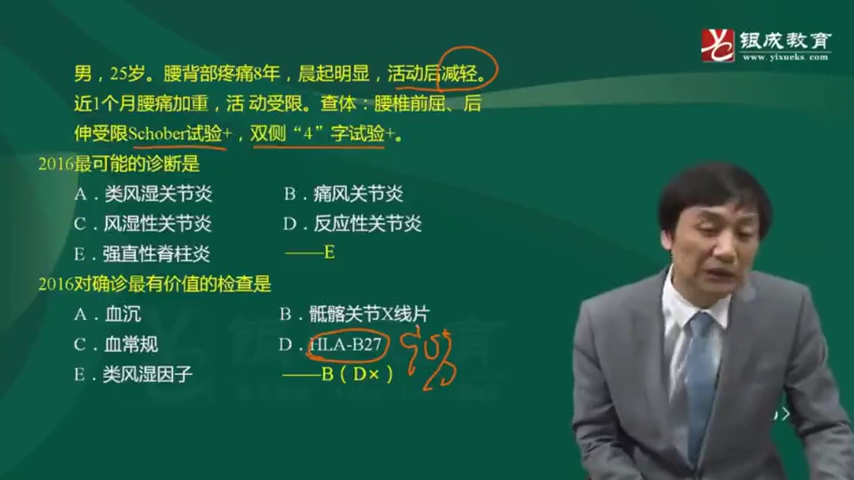 银成教育
www.yixueks.com
男，25岁。腰背部疼痛8年，晨起明显，活动后减轻。
近1个月腰痛加重，活 动受限。查体：腰椎前屈、后
伸受限Schober试验+，双侧“4”字试验+。
2016最可能的诊断是
A．类风湿关节炎 B．痛风关节炎
C．风湿性关节炎 D．反应性关节炎
E．强直性脊柱炎 ——E
2016对确诊最有价值的检查是
A．血沉 B．骶髂关节X线片
C．血常规 D．HLA-B27
E．类风湿因子 ——B（D×）